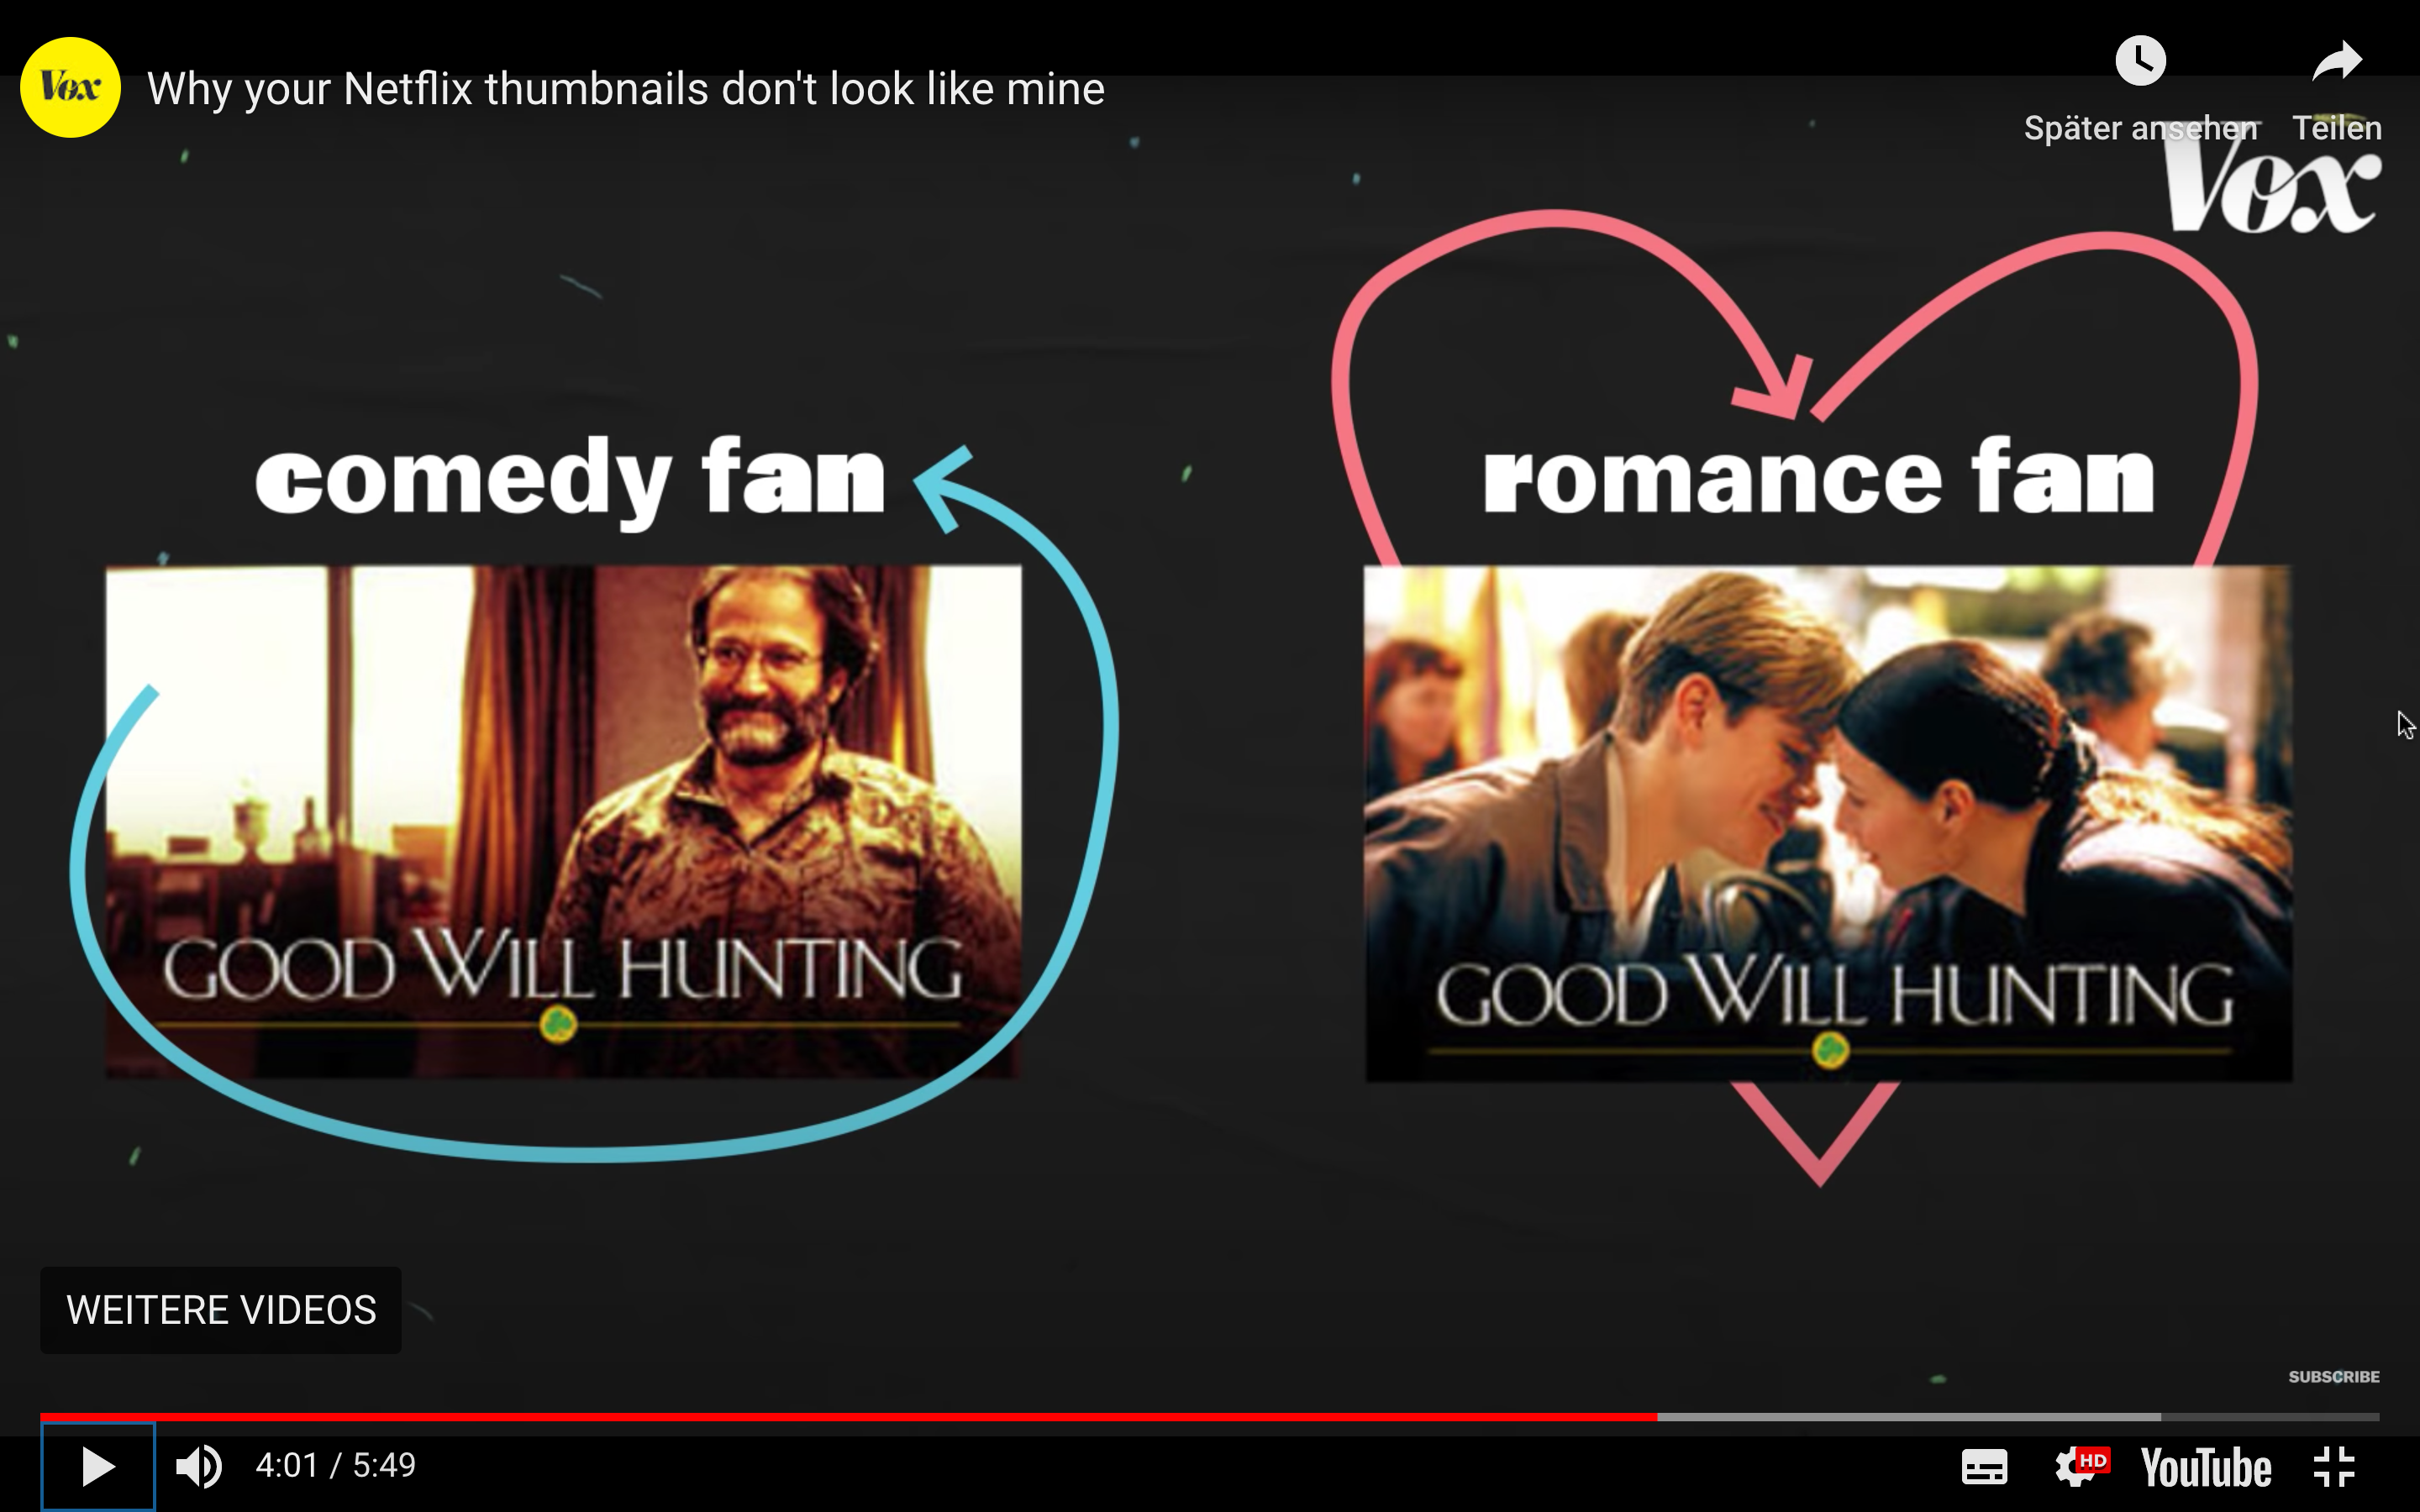 Vox
Why your Netflix thumbnails don't look like mine
Später ansehen
Teilen
Vox
comedy fan
romance fan
GOOD WILL HUNTING
GOOD WILL HUNTING
WEITERE VIDEOS
SUBSCRIBE
4:01 / 5:49
HD
YouTube